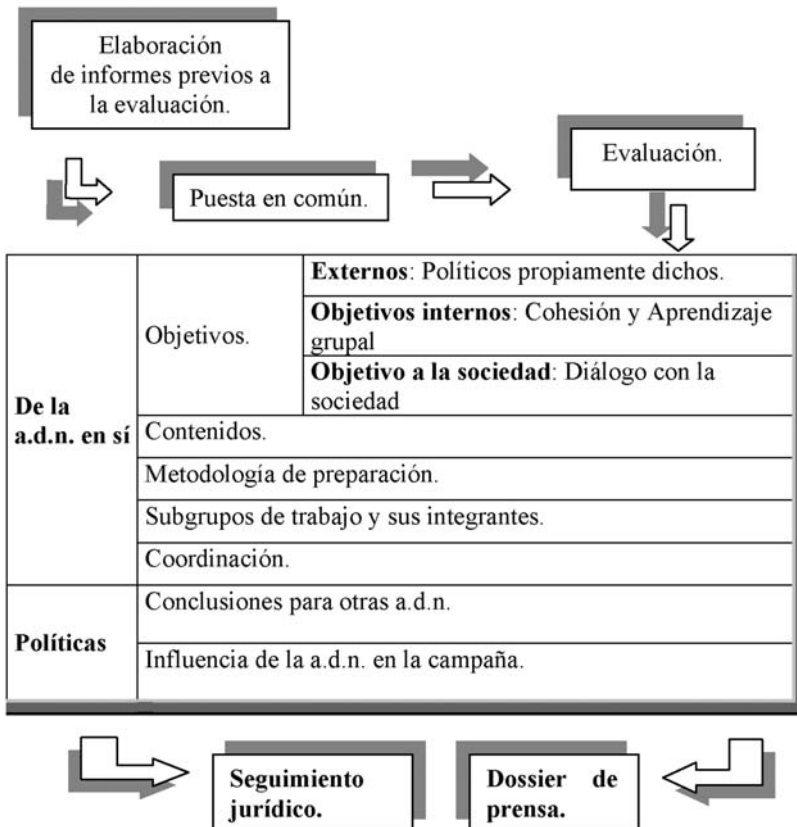 Elaboración
de informes previos a
la evaluación.
Puesta en común.
Evaluación.
De la
a.d.n. en sí
Objetivos.
Externos: Políticos propiamente dichos.
Objetivos internos: Cohesión y Aprendizaje
grupal
Objetivo a la sociedad: Diálogo con la
sociedad
Contenidos.
Metodología de preparación.
Subgrupos de trabajo y sus integrantes.
Coordinación.
Políticas
Conclusiones para otras a.d.n.
Influencia de la a.d.n. en la campaña.
Seguimiento
jurídico.
Dossier de
prensa.